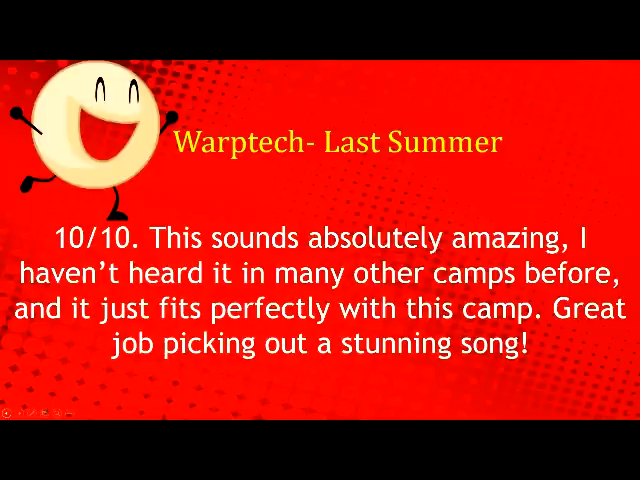 Warptech- Last Summer
10/10. This sounds absolutely amazing, I
haven’t heard it in many other camps before,
and it just fits perfectly with this camp. Great
job picking out a stunning song!